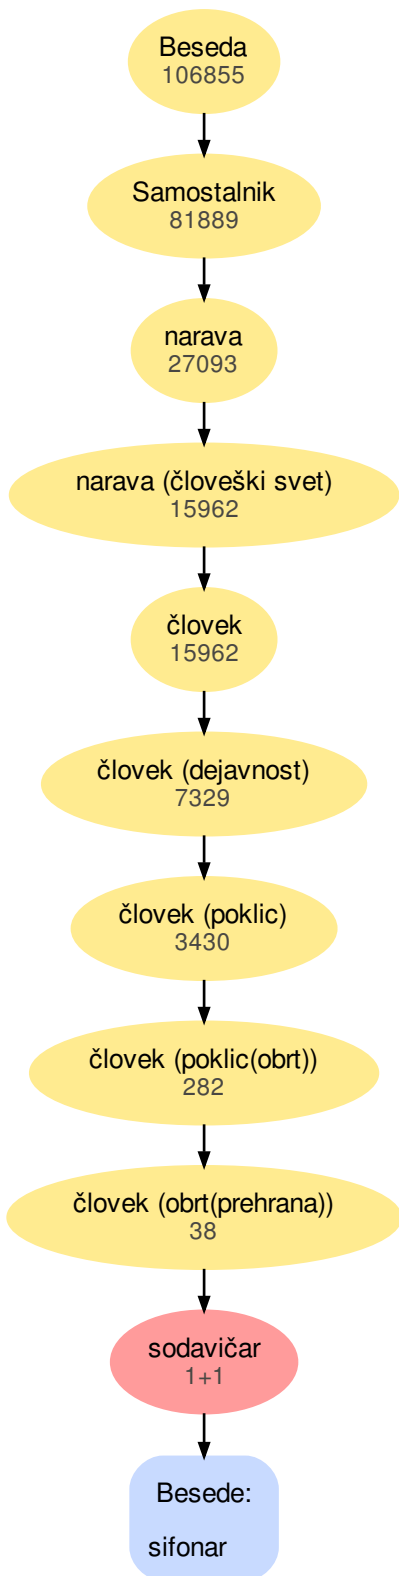 Beseda
106855
Samostalnik
81889
narava
27093
narava (človeški svet)
15962
človek
15962
človek (dejavnost)
7329
človek (poklic)
3430
človek (poklic(obrt))
282
človek (obrt(prehrana))
38
sodavičar
1+1
Besede:
sifonar